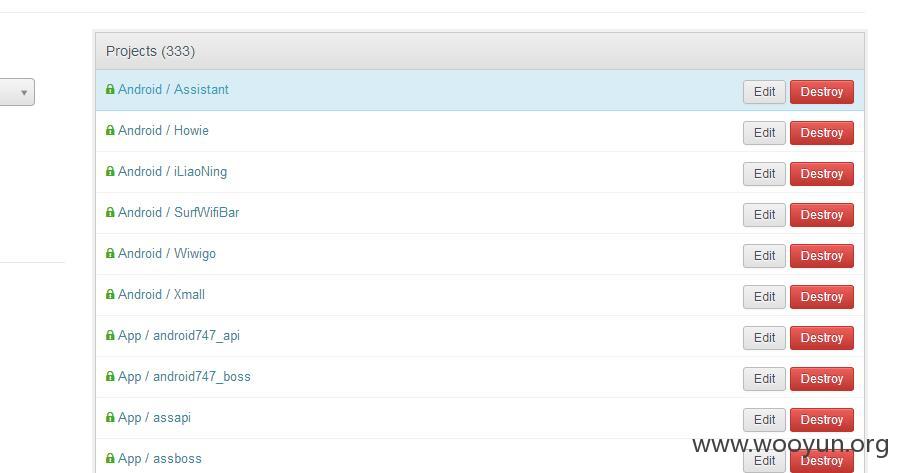 Projects (333)
Android / Assistant Edit Destroy
Android / Howie Edit Destroy
Android / iLiaoNing Edit Destroy
Android / SurfWifiBar Edit Destroy
Android / Wiwigo Edit Destroy
Android / Xmall Edit Destroy
App / android747_api Edit Destroy
App / android747_boss Edit Destroy
App / assapi Edit Destroy
App / assboss Edit Destroy
www.wooyun.org